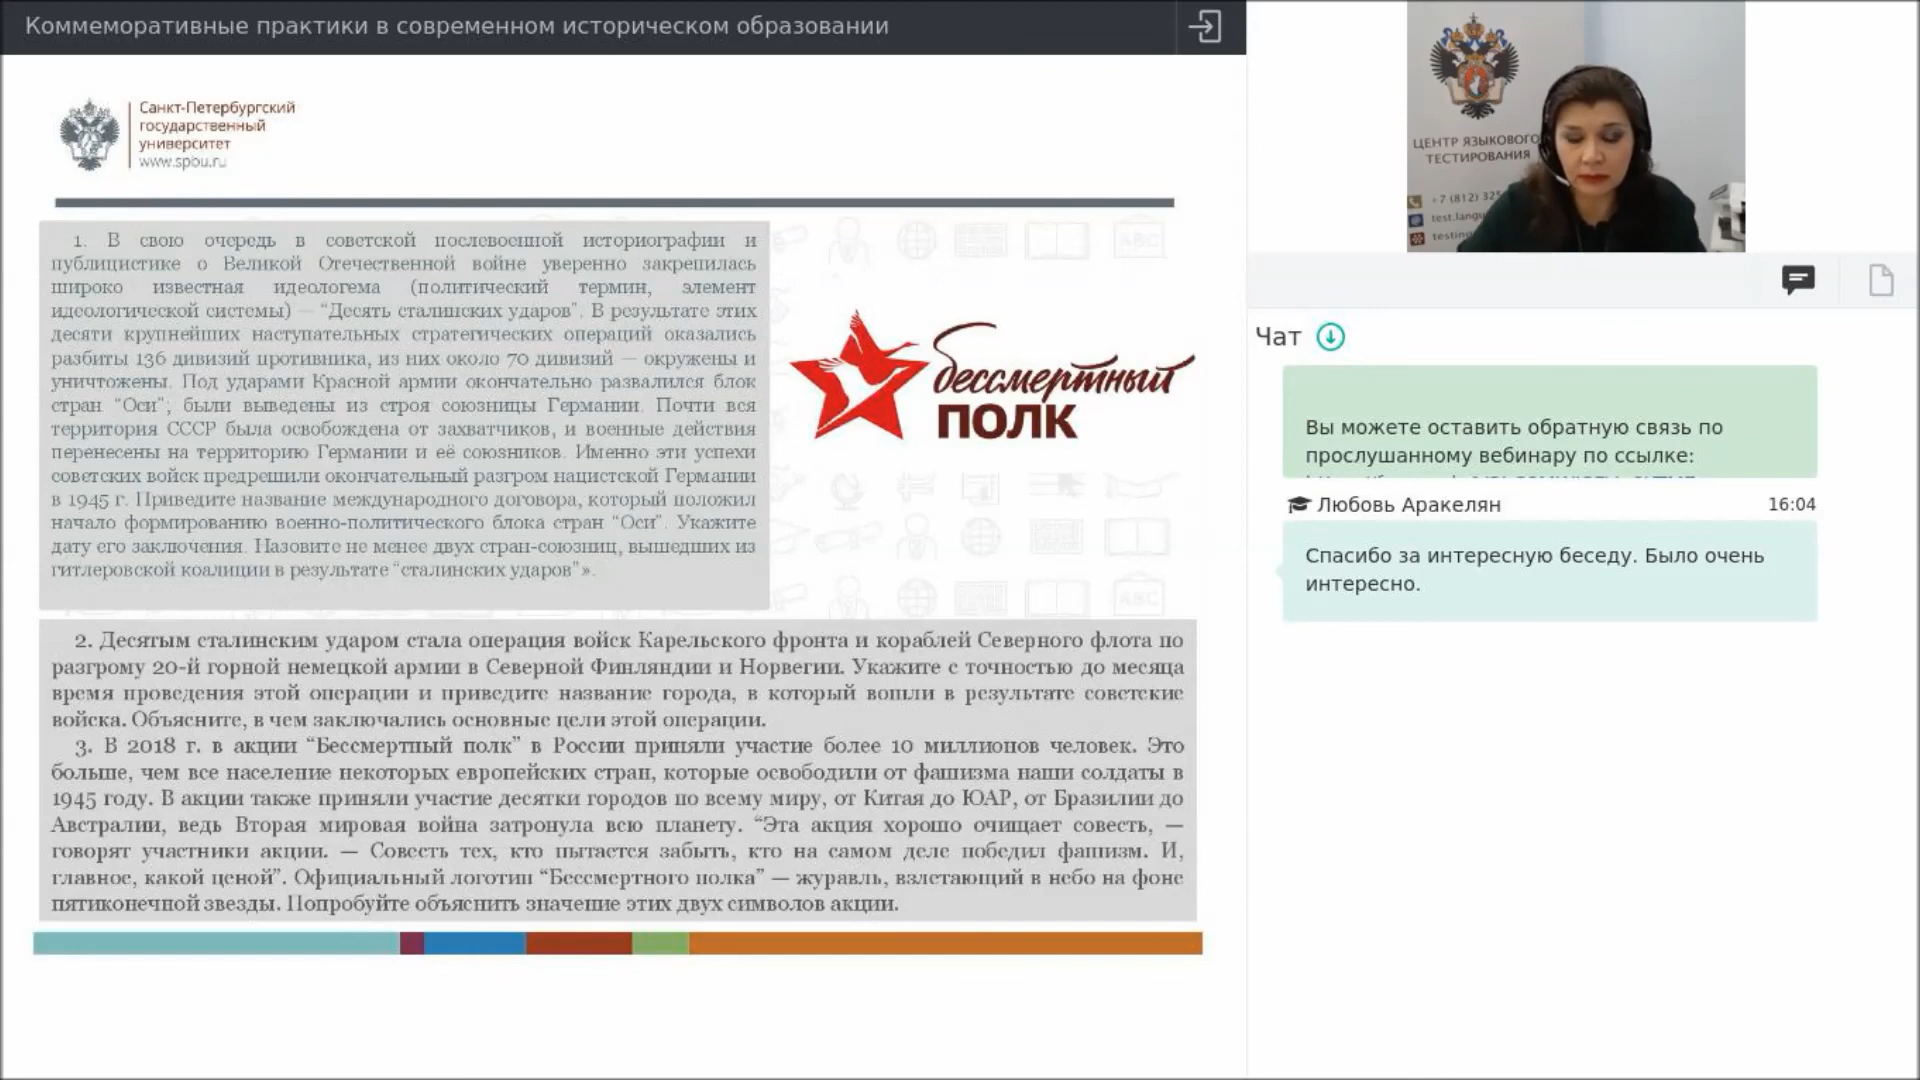 Коммеморативные практики в современном историческом образовании
Санкт-Петербургский
государственный
университет
www.spbu.ru
1. В свою очередь в советской послевоенной историографии и
публицистике о Великой Отечественной войне уверенно закрепилась
широко известная идеологема (политический термин, элемент
идеологической системы) — “Десять сталинских ударов”. В результате этих
десяти крупнейших наступательных стратегических операций оказались
разбиты 136 дивизий противника, из них около 70 дивизий — окружены и
уничтожены. Под ударами Красной армии окончательно развалился блок
стран “Оси”; были выведены из строя союзницы Германии. Почти вся
территория СССР была освобождена от захватчиков, и военные действия
перенесены на территорию Германии и её союзников. Именно эти успехи
советских войск предрешили окончательный разгром нацистской Германии
в 1945 г. Приведите название международного договора, который положил
начало формированию военно-политического блока стран “Оси”. Укажите
дату его заключения. Назовите не менее двух стран-союзниц, вышедших из
гитлеровской коалиции в результате “сталинских ударов”».
бессмертный
ПОЛК
2. Десятым сталинским ударом стала операция войск Карельского фронта и кораблей Северного флота по
разгрому 20-й горной немецкой армии в Северной Финляндии и Норвегии. Укажите с точностью до месяца
время проведения этой операции и приведите название города, в который вошли в результате советские
войска. Объясните, в чем заключались основные цели этой операции.
3. В 2018 г. в акции “Бессмертный полк” в России приняли участие более 10 миллионов человек. Это
больше, чем все население некоторых европейских стран, которые освободили от фашизма наши солдаты в
1945 году. В акции также приняли участие десятки городов по всему миру, от Китая до ЮАР, от Бразилии до
Австралии, ведь Вторая мировая война затронула всю планету. “Эта акция хорошо очищает совесть, —
говорят участники акции. — Совесть тех, кто пытается забыть, кто на самом деле победил фашизм. И,
главное, какой ценой”. Официальный логотип “Бессмертного полка” — журавль, взлетающий в небо на фоне
пятиконечной звезды. Попробуйте объяснить значение этих двух символов акции.
ЦЕНТР ЯЗЫКОВОГО
ТЕСТИРОВАНИЯ
+7 (812) 325
test.langu
testing
Чат
Вы можете оставить обратную связь по
прослушанному вебинару по ссылке:
Любовь Аракелян 16:04
Спасибо за интересную беседу. Было очень
интересно.